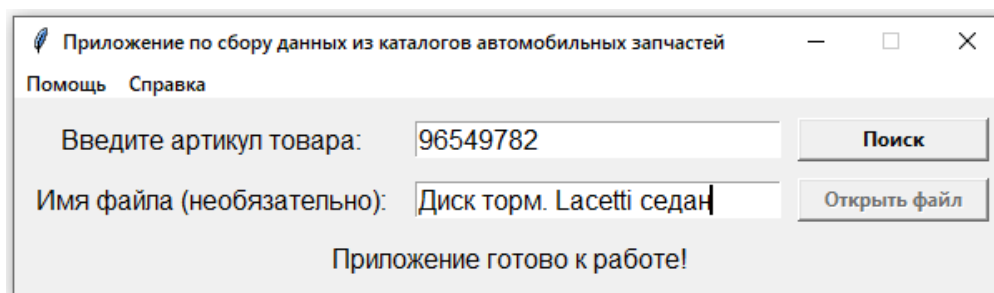 Приложение по сбору данных из каталогов автомобильных запчастей
Помощь Справка
Введите артикул товара: 96549782 Поиск
Имя файла (необязательно): Диск торм. Lacetti седан Открыть файл
Приложение готово к работе!